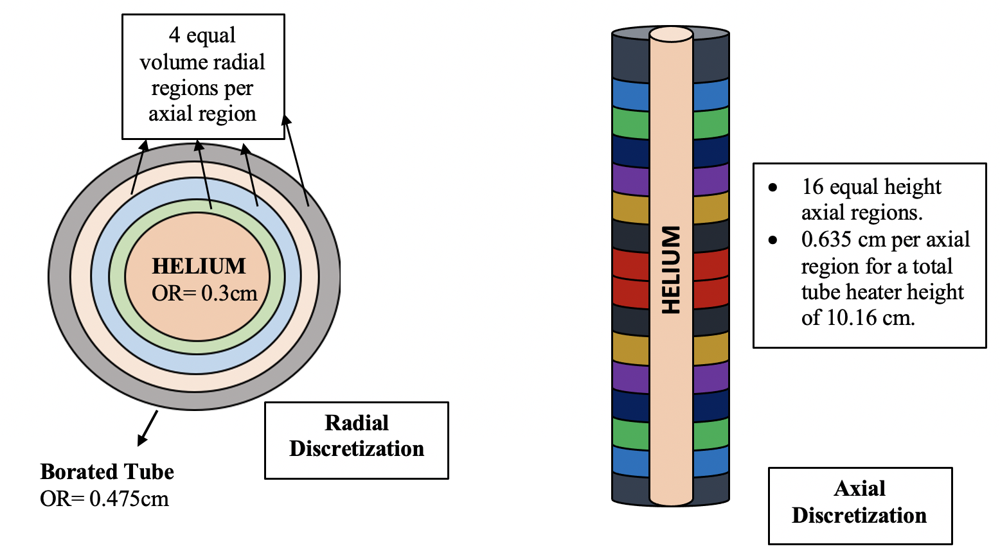 4 equal
volume radial
regions per
axial region
HELIUM
OR= 0.3cm
Radial
Discretization
Borated Tube
OR= 0.475cm
HELIUM
• 16 equal height
axial regions.
• 0.635 cm per axial
region for a total
tube heater height
of 10.16 cm.
Axial
Discretization